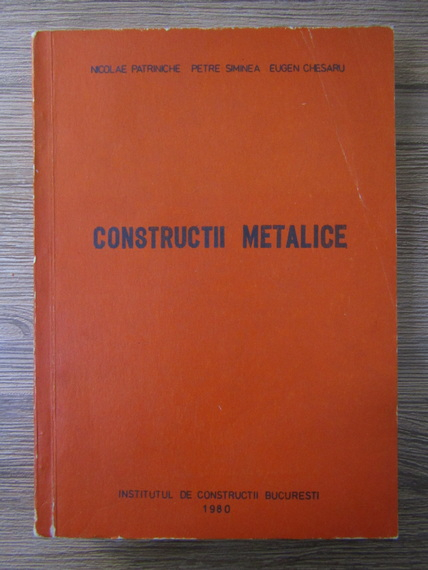 NICOLAE PATRINICHE PETRE SIMINEA EUGEN CHESARU
CONSTRUCTII METALICE
INSTITUTUL DE CONSTRUCTII BUCURESTI
1980